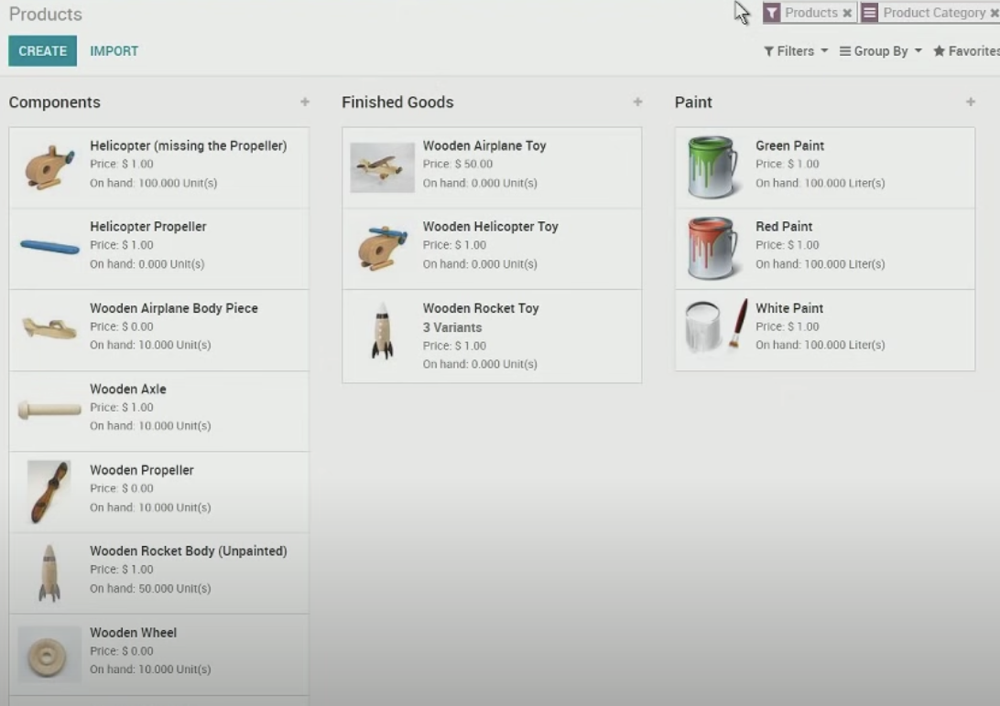 Products
Products ×
Product Category ×
CREATE
IMPORT
Filters
Group By
Favorites
Components +
Helicopter (missing the Propeller)
Price: $ 1.00
On hand: 100.000 Unit(s)
Helicopter Propeller
Price: $ 1.00
On hand: 0.000 Unit(s)
Wooden Airplane Body Piece
Price: $ 0.00
On hand: 10.000 Unit(s)
Wooden Axle
Price: $ 1.00
On hand: 10.000 Unit(s)
Wooden Propeller
Price: $ 0.00
On hand: 10.000 Unit(s)
Wooden Rocket Body (Unpainted)
Price: $ 1.00
On hand: 50.000 Unit(s)
Wooden Wheel
Price: $ 0.00
On hand: 10.000 Unit(s)
Finished Goods +
Wooden Airplane Toy
Price: $ 50.00
On hand: 0.000 Unit(s)
Wooden Helicopter Toy
Price: $ 1.00
On hand: 0.000 Unit(s)
Wooden Rocket Toy
3 Variants
Price: $ 1.00
On hand: 0.000 Unit(s)
Paint +
Green Paint
Price: $ 1.00
On hand: 100.000 Liter(s)
Red Paint
Price: $ 1.00
On hand: 100.000 Liter(s)
White Paint
Price: $ 1.00
On hand: 100.000 Liter(s)